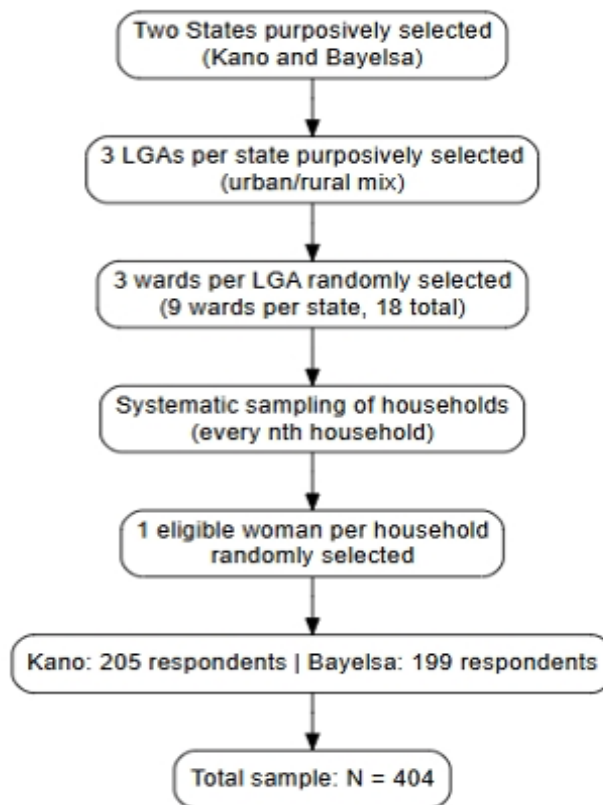 Two States purposively selected
(Kano and Bayelsa)
3 LGAs per state purposively selected
(urban/rural mix)
3 wards per LGA randomly selected
(9 wards per state, 18 total)
Systematic sampling of households
(every nth household)
1 eligible woman per household
randomly selected
Kano: 205 respondents | Bayelsa: 199 respondents
Total sample: N = 404